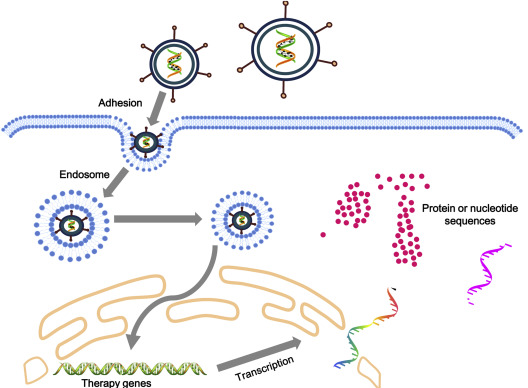 Adhesion
Endosome
Protein or nucleotide
sequences
Transcription
Therapy genes